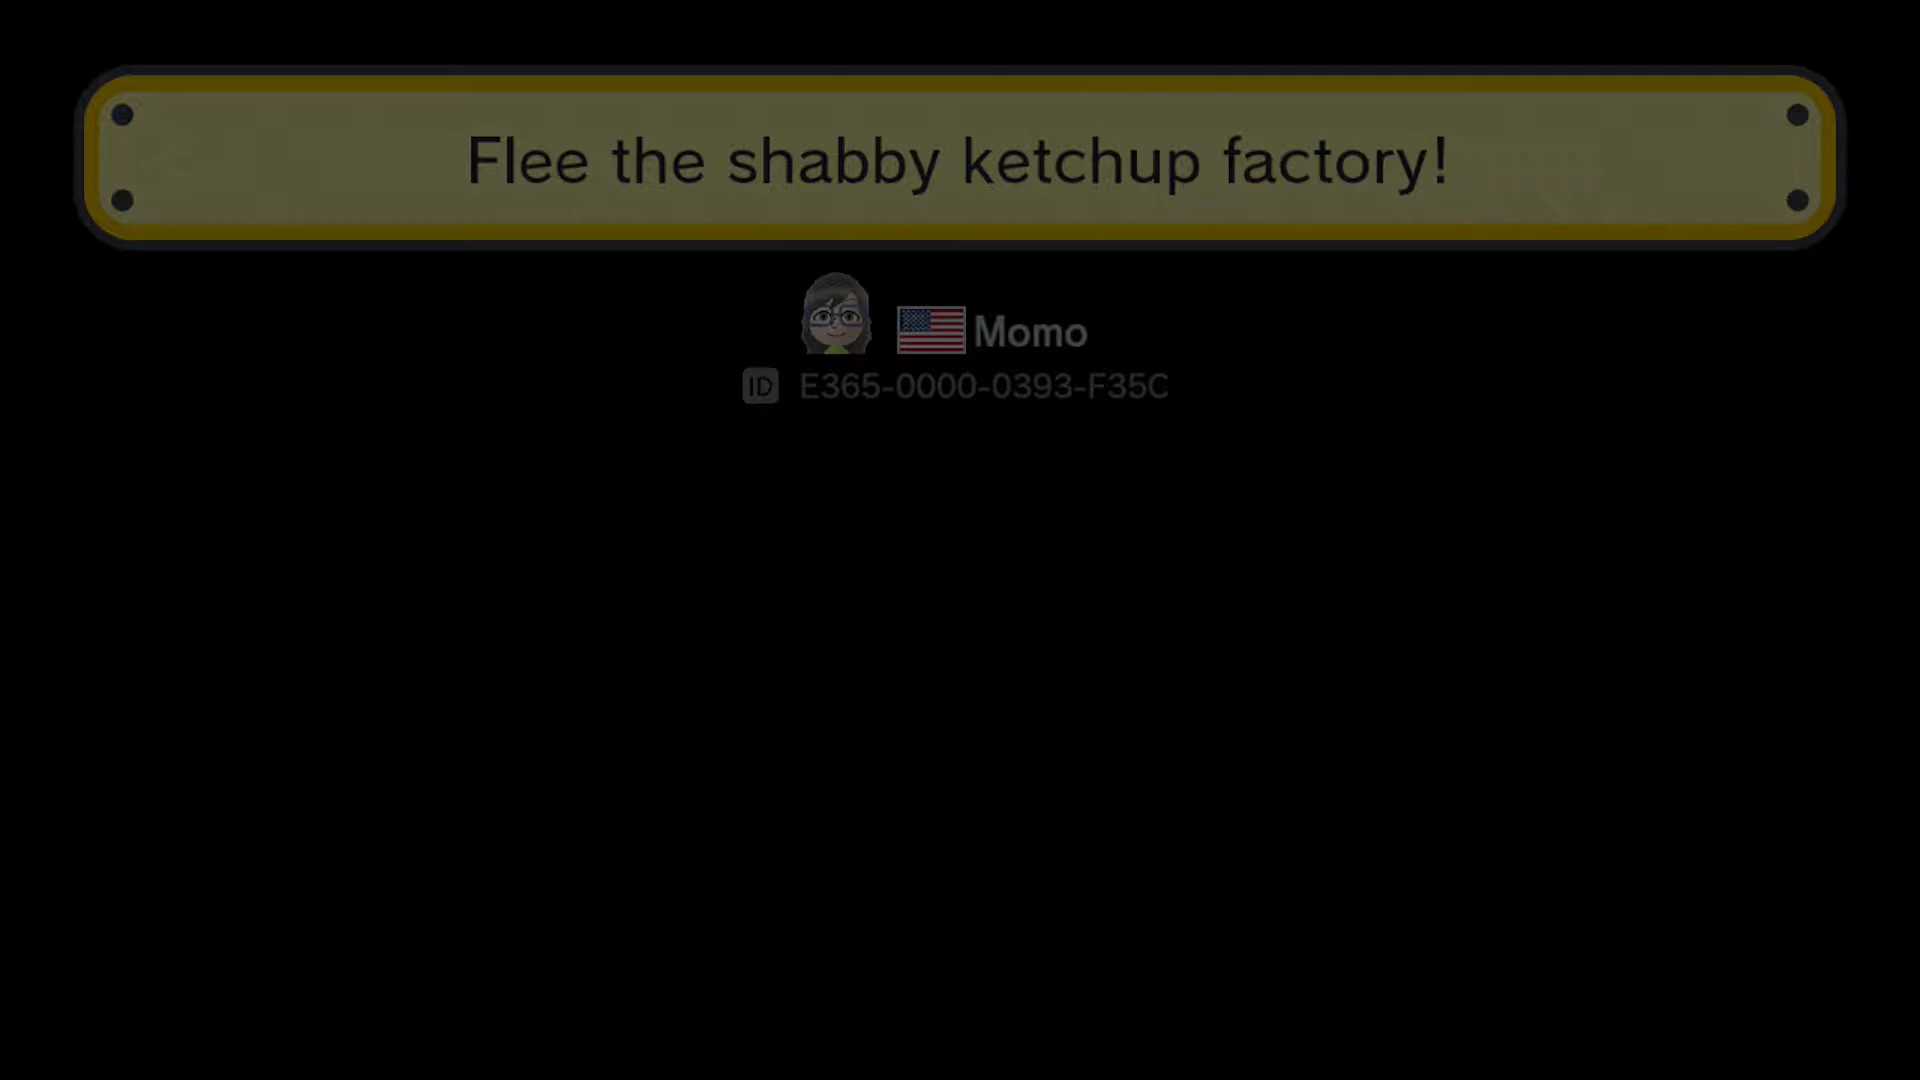 Flee the shabby ketchup factory!
Momo
ID E365-0000-0393-F35C